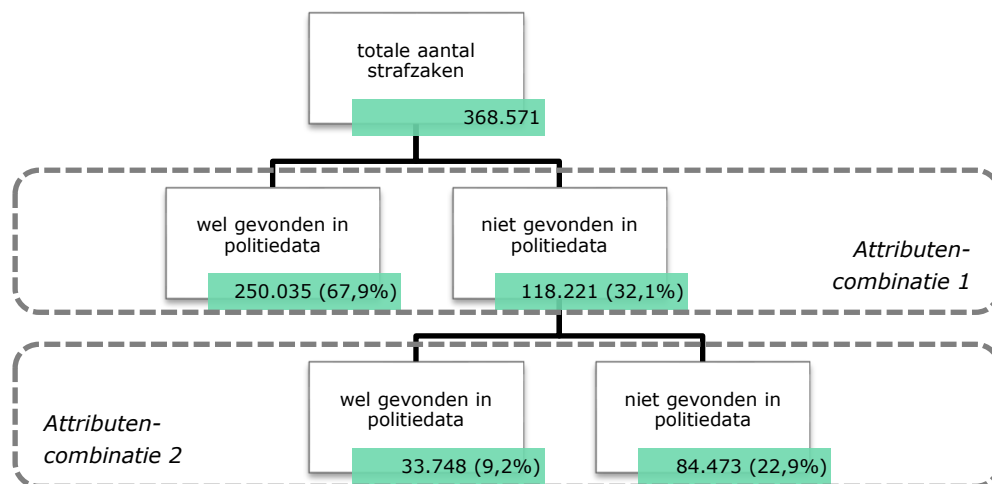 totale aantal
strafzaken
368.571
wel gevonden in
politiedata
250.035 (67,9%)
niet gevonden in
politiedata
118.221 (32,1%)
Attributen-
combinatie 1
Attributen-
combinatie 2
wel gevonden in
politiedata
33.748 (9,2%)
niet gevonden in
politiedata
84.473 (22,9%)